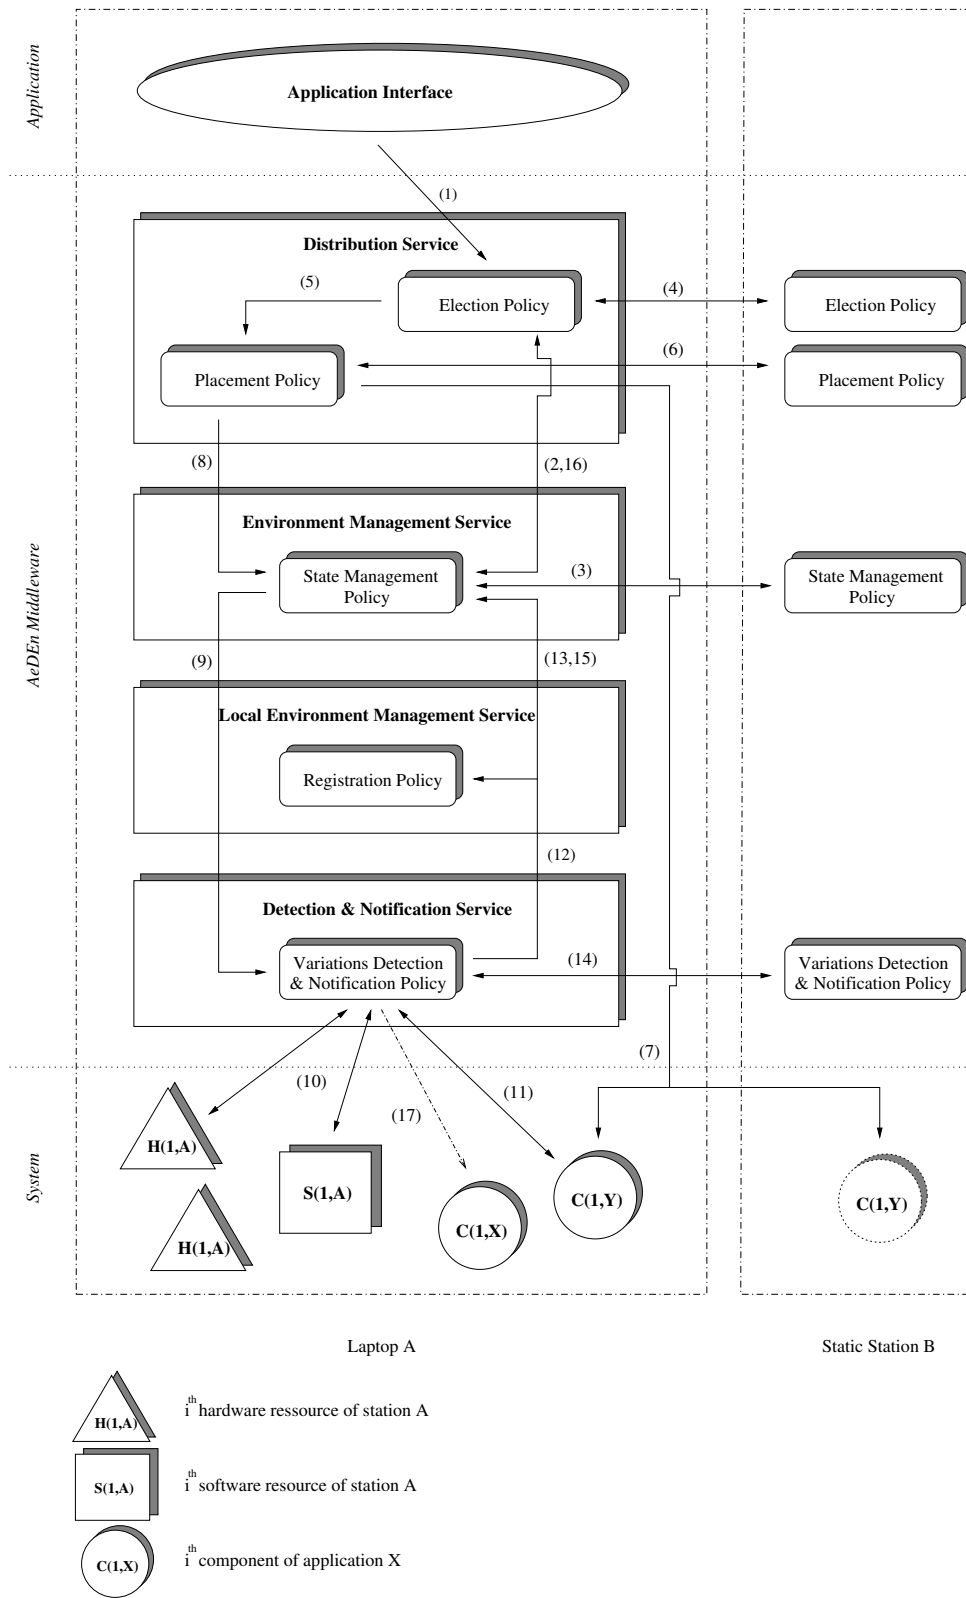 Application
Application Interface
(1)
Distribution Service
(5)
Election Policy
(4)
Election Policy
(6)
Placement Policy
Placement Policy
(8)
(2,16)
AeDEn Middleware
Environment Management Service
State Management
Policy
(3)
State Management
Policy
(9)
(13,15)
Local Environment Management Service
Registration Policy
(12)
Detection & Notification Service
Variations Detection
& Notification Policy
(14)
Variations Detection
& Notification Policy
(7)
(10)
(11)
(17)
System
H(1,A)
S(1,A)
C(1,Y)
C(1,Y)
C(1,X)
H(1,A)
Laptop A
Static Station B
H(1,A)
i th hardware ressource of station A
S(1,A)
i th software resource of station A
C(1,X)
i th component of application X